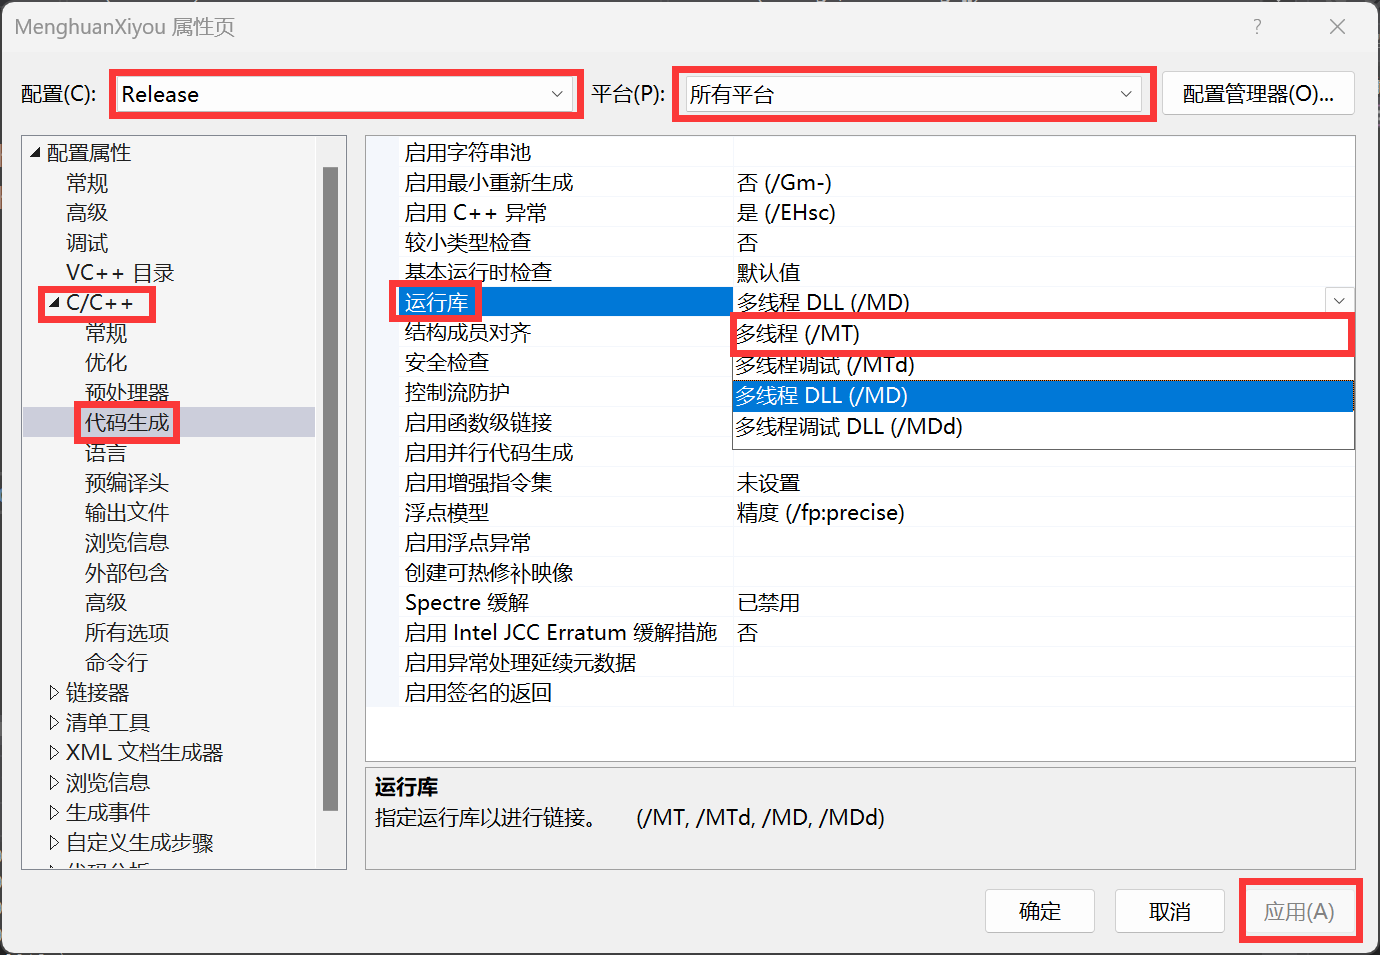 MenghuanXiyou 属性页
?
配置(C):
Release
平台(P):
所有平台
配置管理器(O)...
配置属性
常规
高级
调试
VC++ 目录
C/C++
常规
优化
预处理器
代码生成
语言
预编译头
输出文件
浏览信息
外部包含
高级
所有选项
命令行
链接器
清单工具
XML 文档生成器
浏览信息
生成事件
自定义生成步骤
代码分析
启用字符串池
启用最小重新生成 否 (/Gm-)
启用 C++ 异常 是 (/EHsc)
较小类型检查 否
基本运行时检查 默认值
运行库 多线程 DLL (/MD)
结构成员对齐
安全检查
控制流防护
启用函数级链接
启用并行代码生成
多线程 (/MT)
多线程调试 (/MTd)
多线程 DLL (/MD)
多线程调试 DLL (/MDd)
启用增强指令集 未设置
浮点模型 精度 (/fp:precise)
启用浮点异常
创建可热修补映像
Spectre 缓解 已禁用
启用 Intel JCC Erratum 缓解措施 否
启用异常处理延续元数据
启用签名的返回
运行库
指定运行库以进行链接。 (/MT, /MTd, /MD, /MDd)
确定
取消
应用(A)